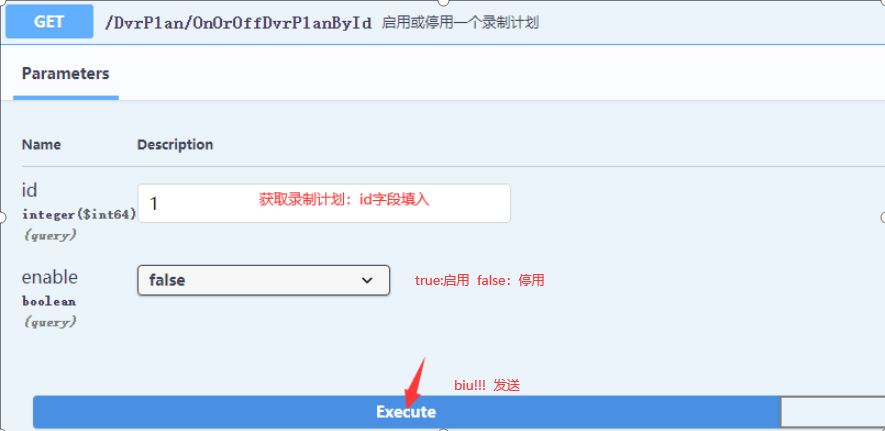 GET /DvrPlan/OnOrOffDvrPlanById 启用或停用一个录制计划
Parameters
Name Description
id
integer($int64)
(query)
1 获取录制计划：id字段填入
enable
boolean
(query)
false true:启用 false：停用
biu!!! 发送
Execute